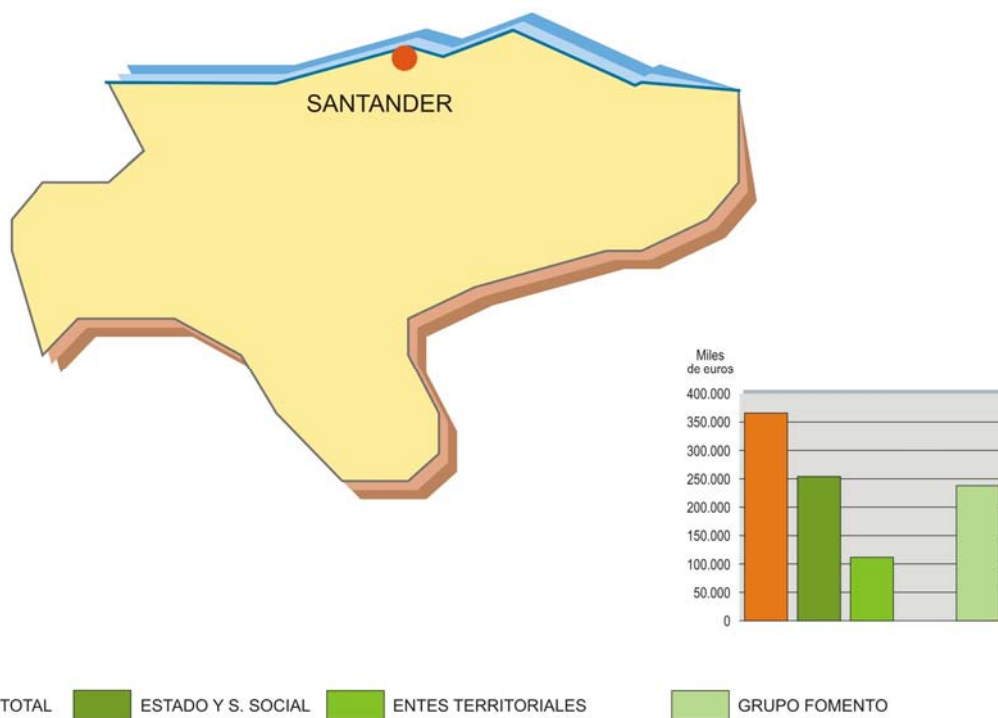 SANTANDER
Miles
de euros
400.000
350.000
300.000
250.000
200.000
150.000
100.000
50.000
0
TOTAL ESTADO Y S. SOCIAL ENTES TERRITORIALES GRUPO FOMENTO